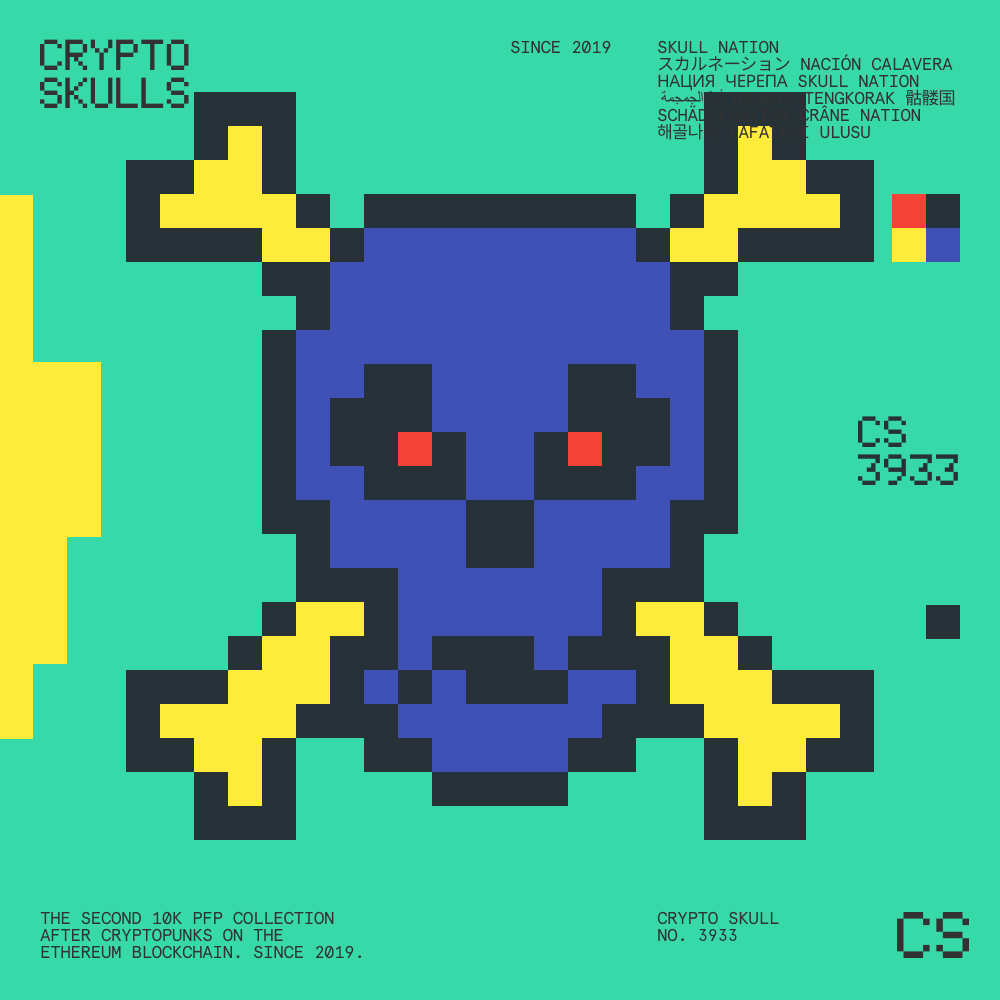 CRYPTO
SKULLS
SINCE 2019
SKULL NATION
スカルネーション NACIÓN CALAVERA
НАЦИЯ ЧЕРЕПА SKULL NATION
الجمجمة TENGKORAK 骷髅国
CRÂNE NATION
ULUSU
CS
3933
THE SECOND 10K PFP COLLECTION
AFTER CRYPTOPUNKS ON THE
ETHEREUM BLOCKCHAIN. SINCE 2019.
CRYPTO SKULL
NO. 3933
CS